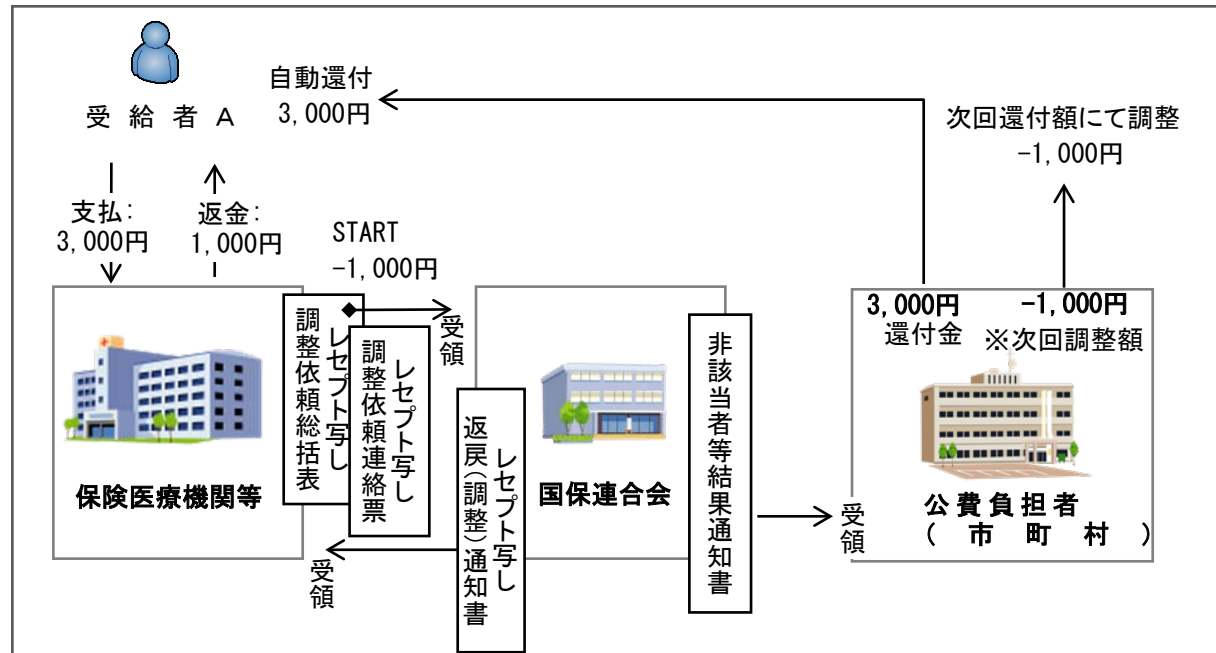 自動還付
3,000円
受 給 者 A
次回還付額にて調整
-1,000円
支払:
3,000円
返金:
1,000円
START
-1,000円
レセプト写し
調整依頼総括表
レセプト写し
調整依頼連絡票
受領
レセプト写し
返戻(調整)通知書
受領
非該当者等結果通知書
受領
3,000円
還付金
-1,000円
※次回調整額
保険医療機関等
国保連合会
公費負担者
( 市 町 村 )